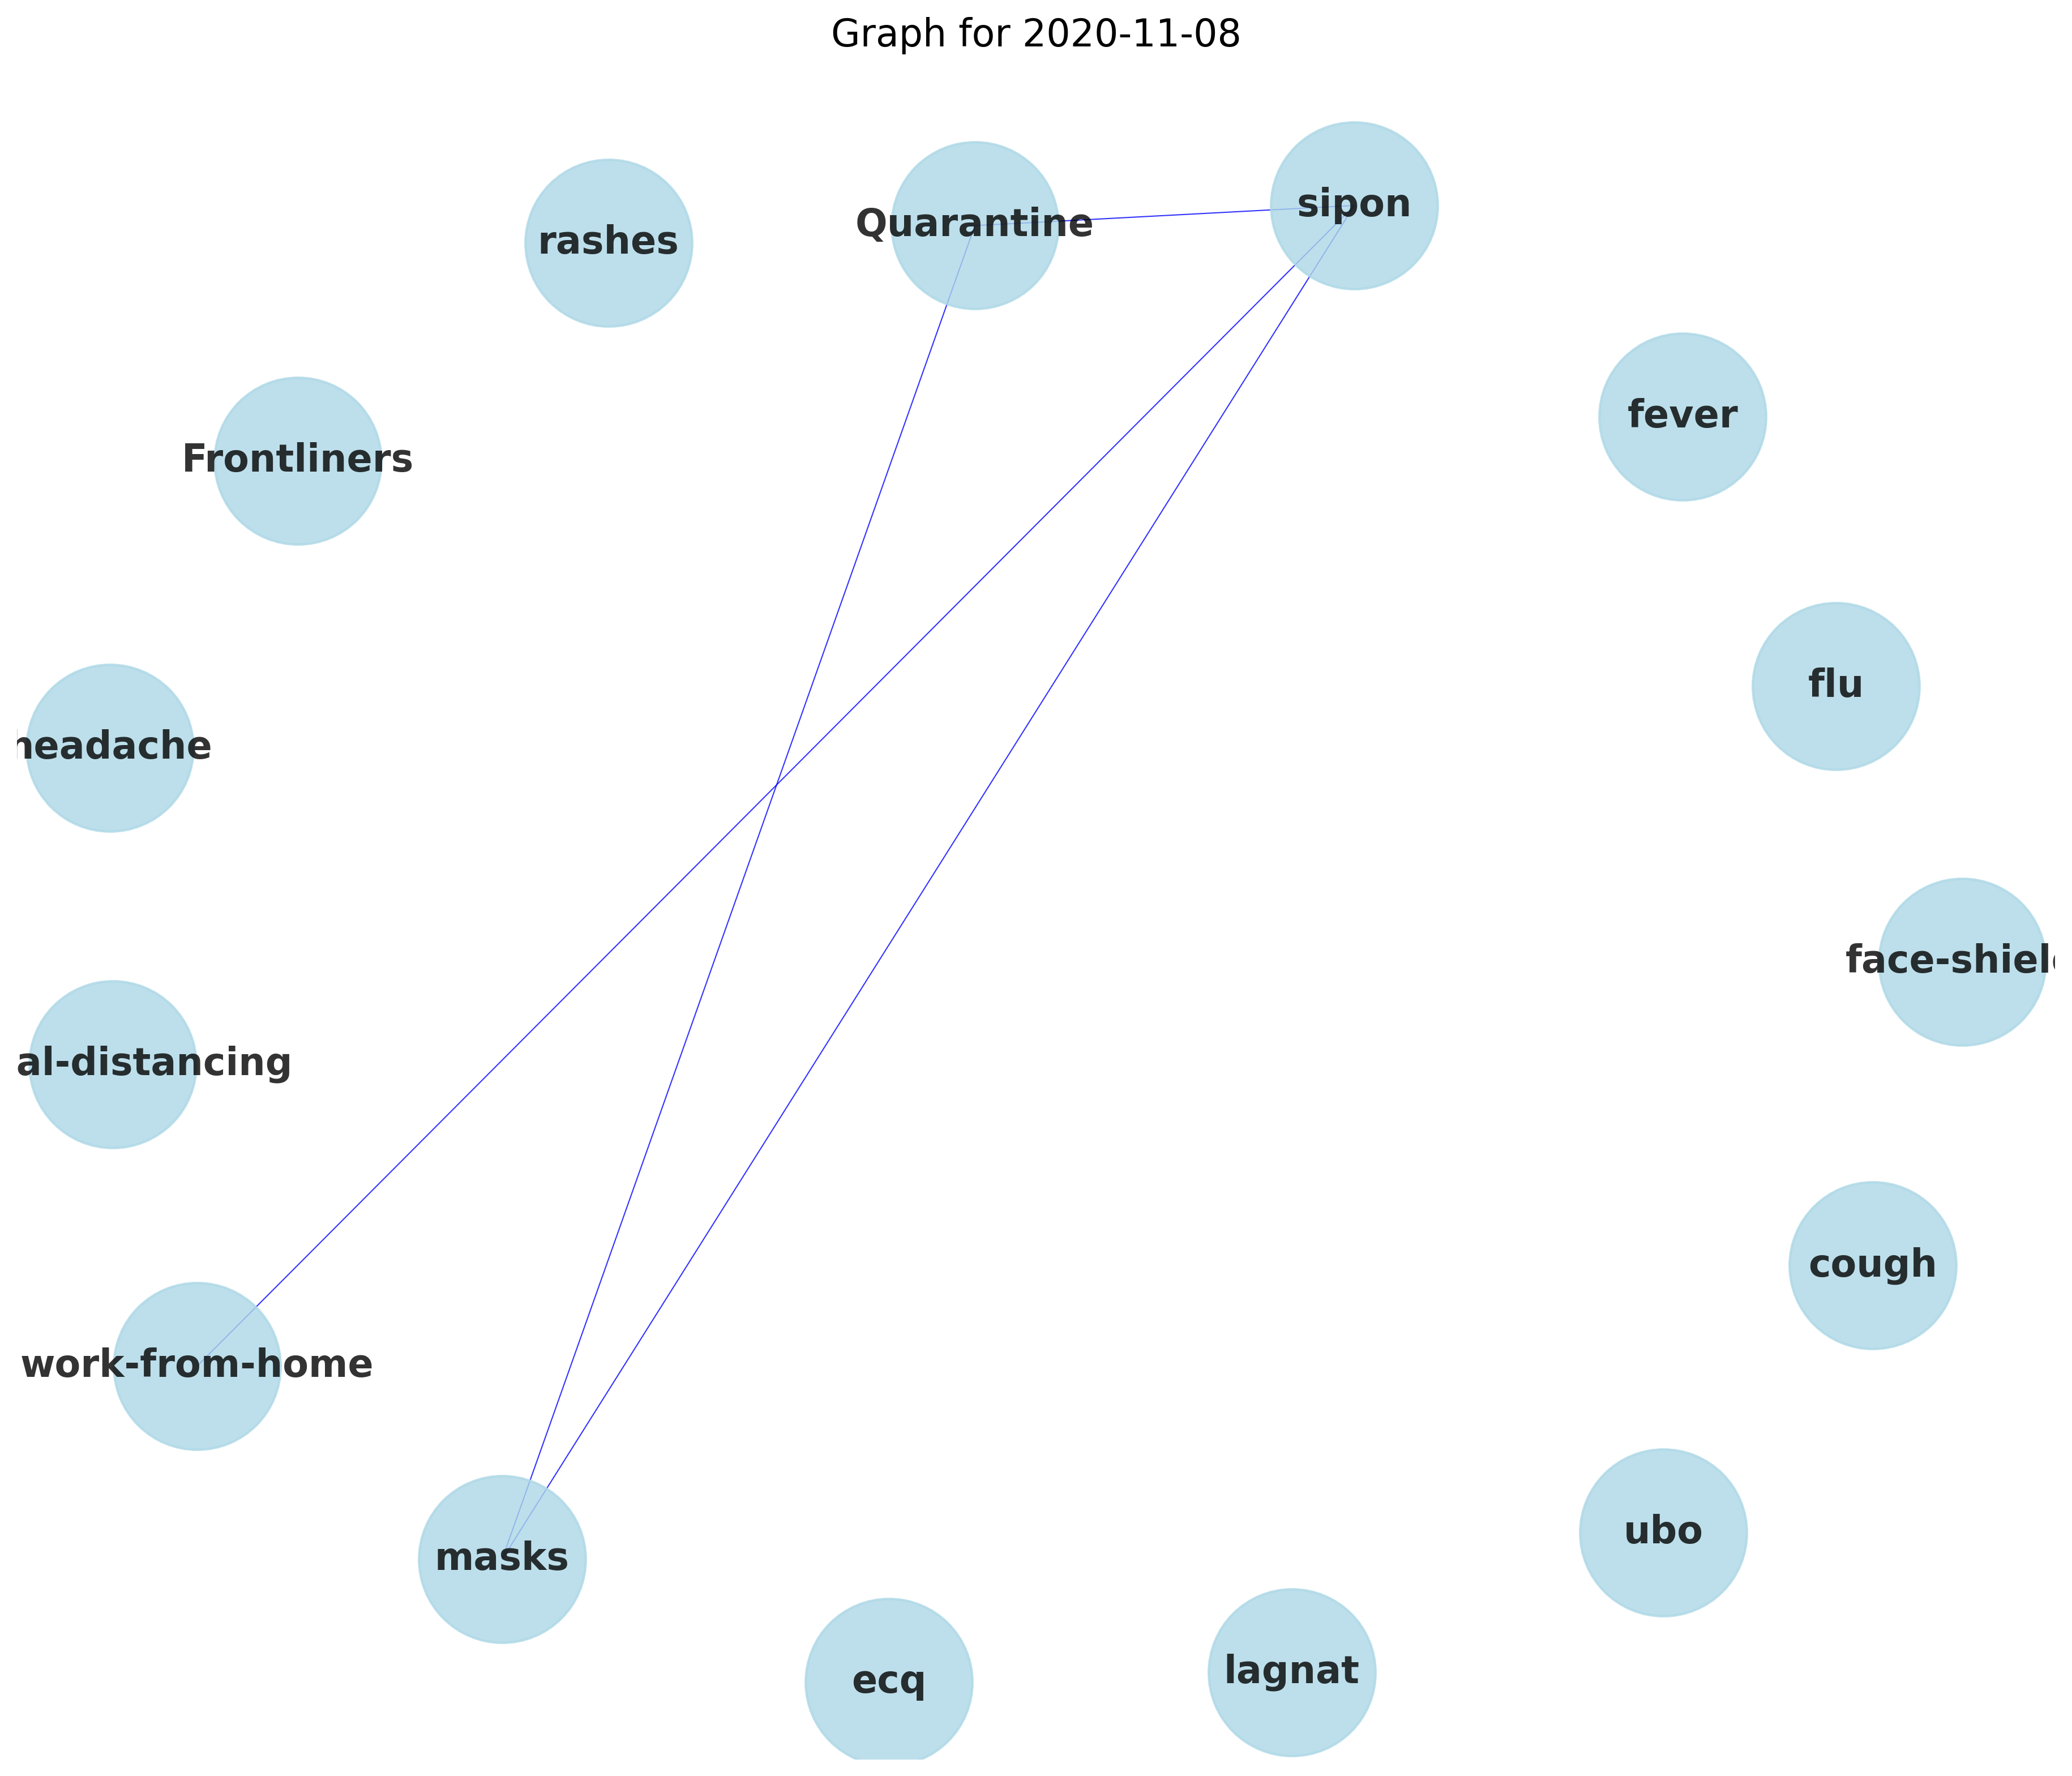 Graph for 2020-11-08
sipon
Quarantine
rashes
fever
Frontliners
flu
headache
face-shiel
al-distancing
cough
work-from-home
ubo
masks
lagnat
ecq